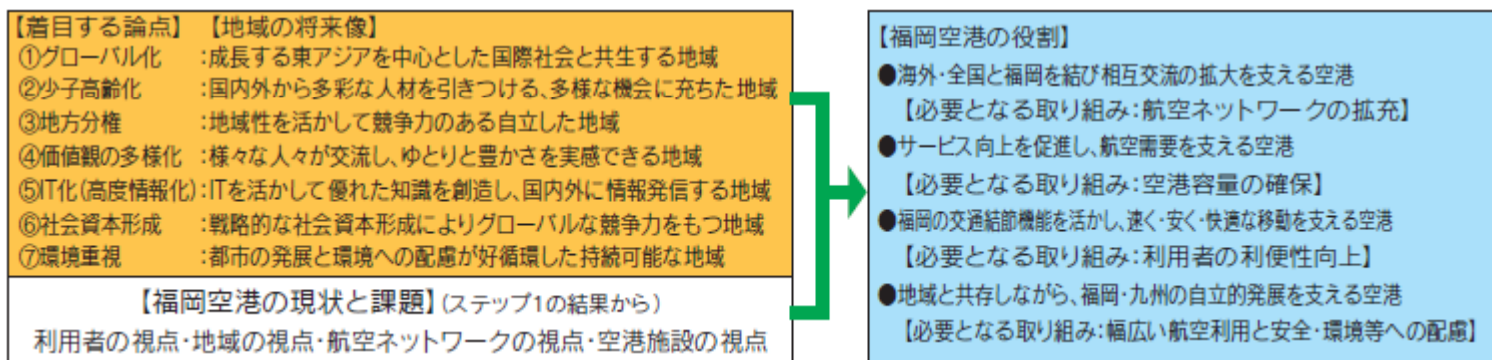 【着目する論点】 【地域の将来像】
①グローバル化 :成長する東アジアを中心とした国際社会と共生する地域
②少子高齢化 :国内外から多彩な人材を引きつける、多様な機会に充ちた地域
③地方分権 :地域性を活かして競争力のある自立した地域
④価値観の多様化 :様々な人々が交流し、ゆとりと豊かさを実感できる地域
⑤IT化(高度情報化):ITを活かして優れた知識を創造し、国内外に情報発信する地域
⑥社会資本形成 :戦略的な社会資本形成によりグローバルな競争力をもつ地域
⑦環境重視 :都市の発展と環境への配慮が好循環した持続可能な地域
【福岡空港の現状と課題】(ステップ1の結果から)
利用者の視点・地域の視点・航空ネットワークの視点・空港施設の視点
【福岡空港の役割】
●海外・全国と福岡を結び相互交流の拡大を支える空港
【必要となる取り組み:航空ネットワークの拡充】
●サービス向上を促進し、航空需要を支える空港
【必要となる取り組み:空港容量の確保】
●福岡の交通結節機能を活かし、速く・安く・快適な移動を支える空港
【必要となる取り組み:利用者の利便性向上】
●地域と共存しながら、福岡・九州の自立的発展を支える空港
【必要となる取り組み:幅広い航空利用と安全・環境等への配慮】